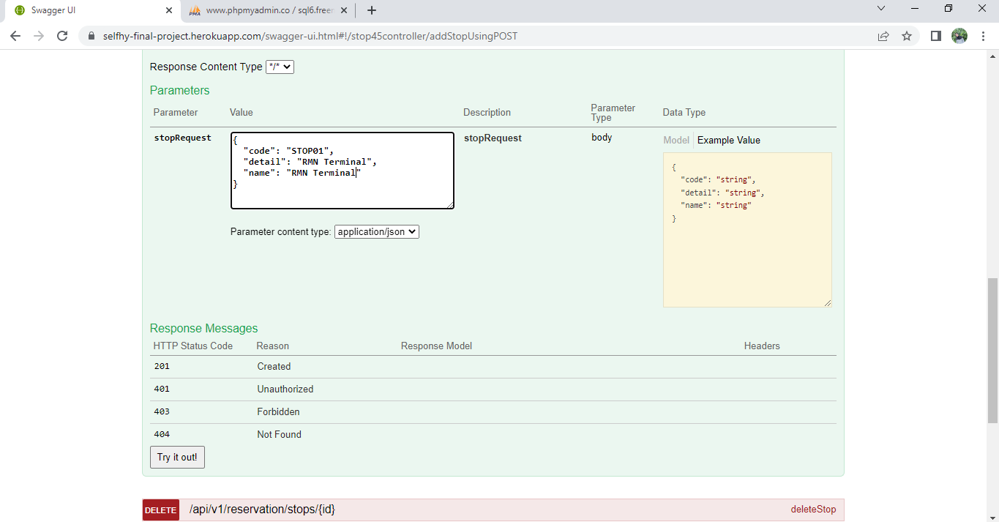 Swagger UI
www.phpmyadmin.co / sql6.freen
selfhy-final-project.herokuapp.com/swagger-ui.html#!/stop45controller/addStopUsingPOST
Response Content Type */*
Parameters
Parameter Value Description Parameter Type Data Type
stopRequest
{
"code": "STOP01",
"detail": "RMN Terminal",
"name": "RMN Terminal"
}
Parameter content type: application/json
stopRequest
body
Model Example Value
{
"code": "string",
"detail": "string",
"name": "string"
}
Response Messages
HTTP Status Code Reason Response Model Headers
201 Created
401 Unauthorized
403 Forbidden
404 Not Found
Try it out!
DELETE /api/v1/reservation/stops/{id} deleteStop